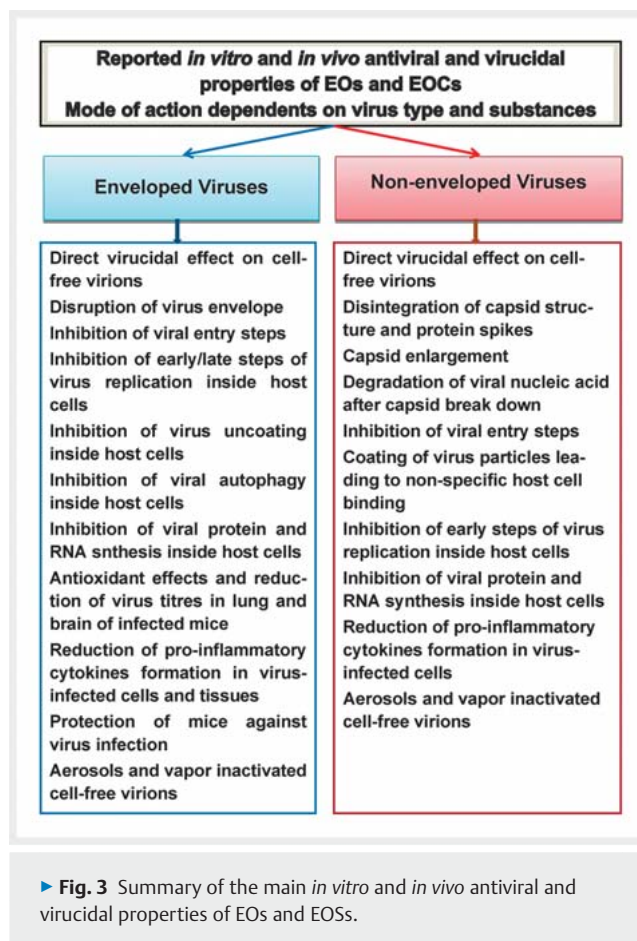 Reported in vitro and in vivo antiviral and virucidal
properties of EOs and EOCs
Mode of action dependents on virus type and substances
Enveloped Viruses
Non-enveloped Viruses
Direct virucidal effect on cell-
free virions
Disruption of virus envelope
Inhibition of viral entry steps
Inhibition of early/late steps of
virus replication inside host
cells
Inhibition of virus uncoating
inside host cells
Inhibition of viral autophagy
inside host cells
Inhibition of viral protein and
RNA snthesis inside host cells
Antioxidant effects and reduc-
tion of virus titres in lung and
brain of infected mice
Reduction of pro-inflammatory
cytokines formation in virus-
infected cells and tissues
Protection of mice against
virus infection
Aerosols and vapor inactivated
cell-free virions
Direct virucidal effect on cell-
free virions
Disintegration of capsid struc-
ture and protein spikes
Capsid enlargement
Degradation of viral nucleic acid
after capsid break down
Inhibition of viral entry steps
Coating of virus particles lea-
ding to non-specific host cell
binding
Inhibition of early steps of virus
replication inside host cells
Inhibition of viral protein and
RNA synthesis inside host cells
Reduction of pro-inflammatory
cytokines formation in virus-
infected cells
Aerosols and vapor inactivated
cell-free virions
► Fig. 3 Summary of the main in vitro and in vivo antiviral and
virucidal properties of EOs and EOSs.